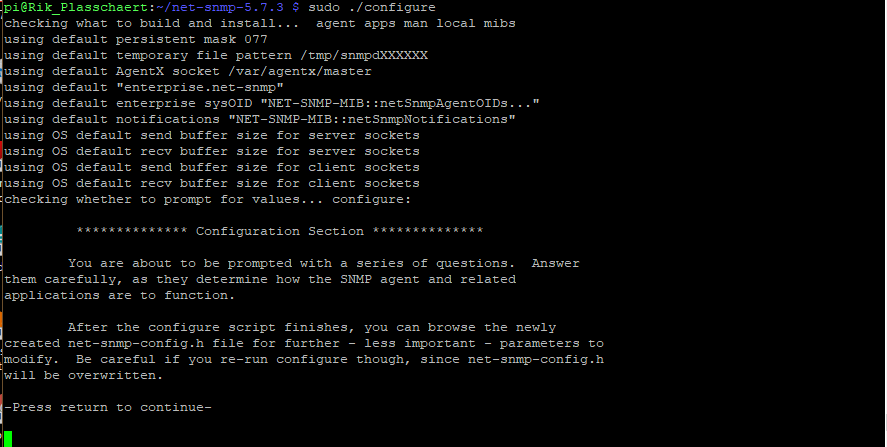 pi@Rik_Plasschaert:~/net-snmp-5.7.3 $ sudo ./configure
checking what to build and install...  agent apps man local mibs
using default persistent mask 077
using default temporary file pattern /tmp/snmpdXXXXXX
using default AgentX socket /var/agentx/master
using default "enterprise.net-snmp"
using default enterprise sysOID "NET-SNMP-MIB::netSnmpAgentOIDs..."
using default notifications "NET-SNMP-MIB::netSnmpNotifications"
using OS default send buffer size for server sockets
using OS default recv buffer size for server sockets
using OS default send buffer size for client sockets
using OS default recv buffer size for client sockets
checking whether to prompt for values... configure:
************** Configuration Section **************
You are about to be prompted with a series of questions.  Answer
them carefully, as they determine how the SNMP agent and related
applications are to function.
After the configure script finishes, you can browse the newly
created net-snmp-config.h file for further - less important - parameters to
modify.  Be careful if you re-run configure though, since net-snmp-config.h
will be overwritten.
-Press return to continue-